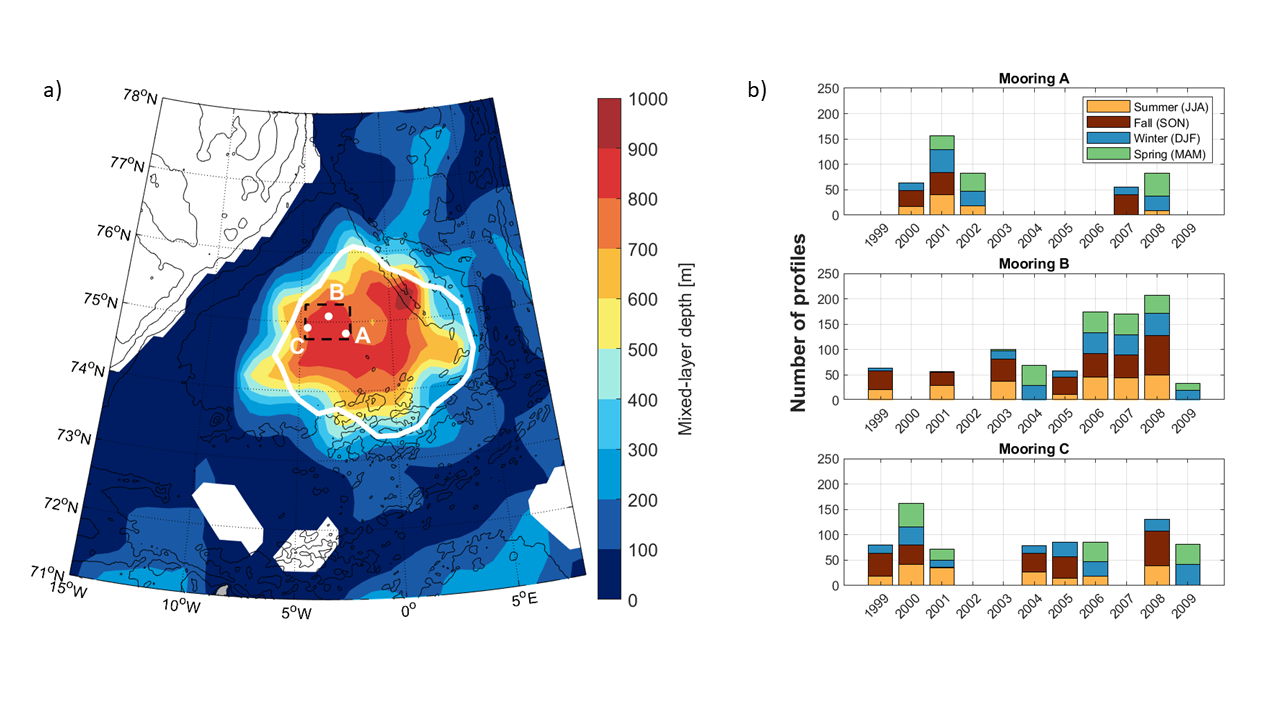 a)
78°N
77°N
76°N
75°N
74°N
73°N
72°N
71°N
15°W
10°W
5°W
0°
5°E
B
A
C
1000
900
800
700
600
500
400
300
200
100
0
Mixed-layer depth [m]
b)
Number of profiles
Mooring A
250
200
150
100
50
0
Summer (JJA)
Fall (SON)
Winter (DJF)
Spring (MAM)
1999 2000 2001 2002 2003 2004 2005 2006 2007 2008 2009
Mooring B
250
200
150
100
50
0
1999 2000 2001 2002 2003 2004 2005 2006 2007 2008 2009
Mooring C
250
200
150
100
50
0
1999 2000 2001 2002 2003 2004 2005 2006 2007 2008 2009